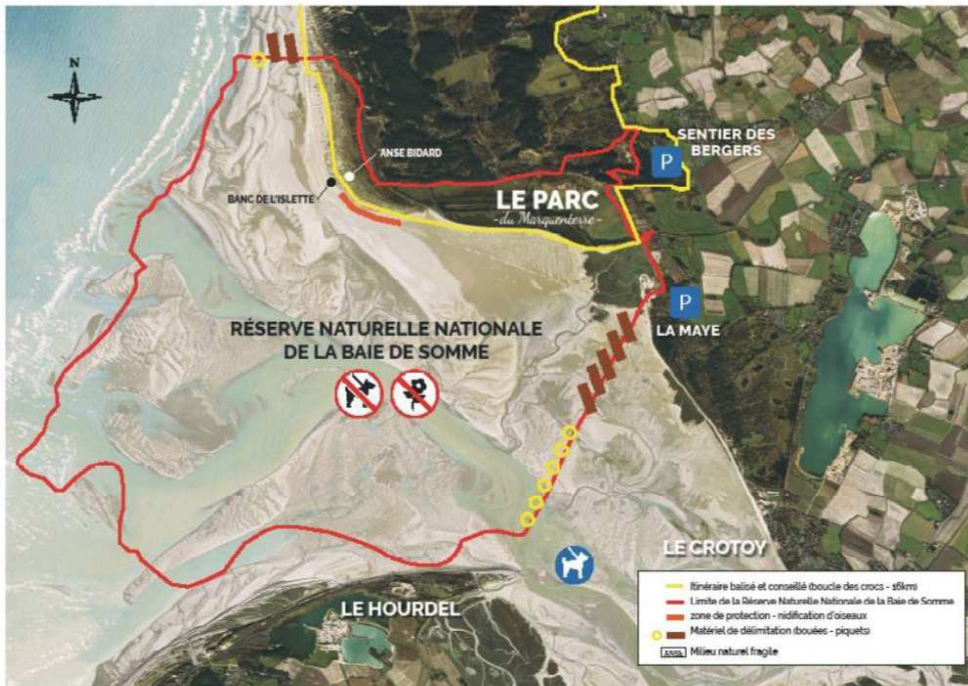 N
SENTIER DES
BERGERS
P
ANSE BIDARD
BANC DE L'ISLETTE
LE PARC
-du Marquenterre-
P
LA MAYE
RÉSERVE NATURELLE NATIONALE
DE LA BAIE DE SOMME
LE CROTOY
LE HOURDEL
Itinéraire balisé et conseillé (boucle des crocs - 16km)
Limite de la Réserve Naturelle Nationale de la Baie de Somme
zone de protection - nidification d'oiseaux
Matériel de délimitation (bouées - piquets)
Milieu naturel fragile